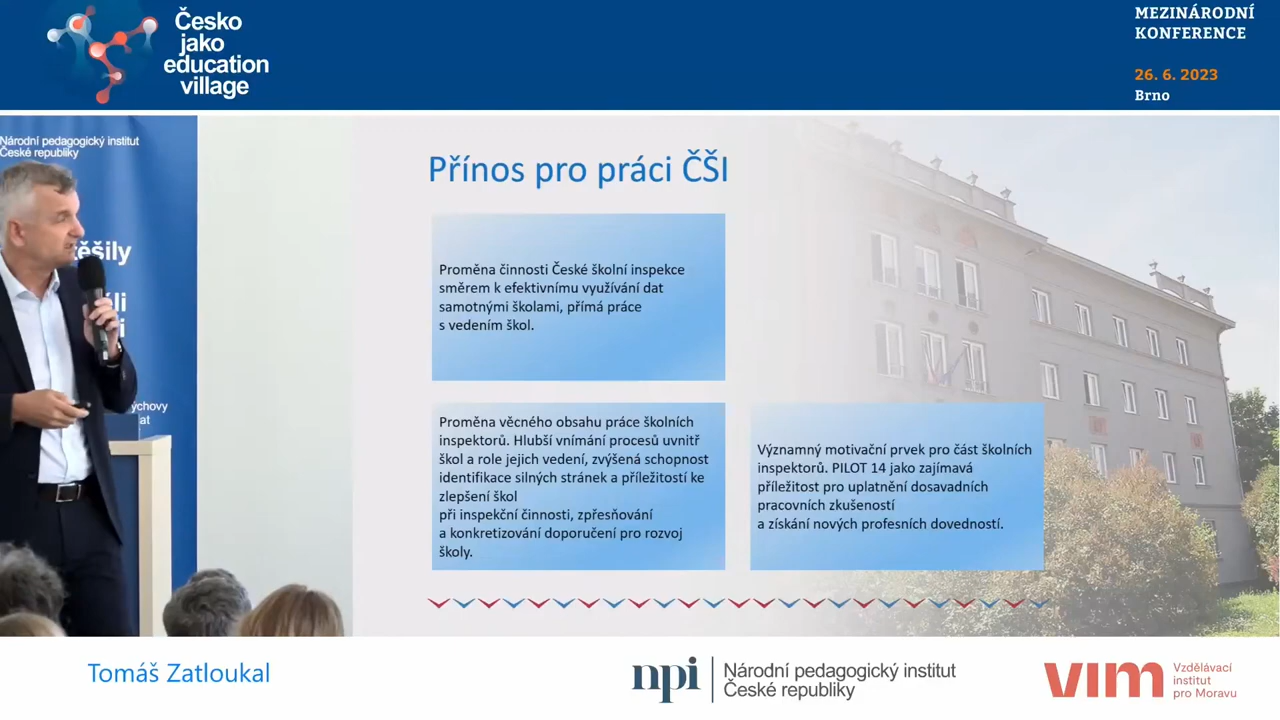 Česko
jako
education
village
MEZINÁRODNÍ
KONFERENCE
26. 6. 2023
Brno
Národní pedagogický institut
České republiky
ěšily
Přínos pro práci ČŠI
Proměna činnosti České školní inspekce
směrem k efektivnímu využívání dat
samotnými školami, přímá práce
s vedením škol.
Proměna věcného obsahu práce školních
inspektorů. Hlubší vnímání procesů uvnitř
škol a role jejich vedení, zvýšená schopnost
identifikace silných stránek a příležitostí ke
zlepšení škol
při inspekční činnosti, zpřesňování
a konkretizování doporučení pro rozvoj
školy.
Významný motivační prvek pro část školních
inspektorů. PILOT 14 jako zajímavá
příležitost pro uplatnění dosavadních
pracovních zkušeností
a získání nových profesních dovedností.
Tomáš Zatloukal
npi
Národní pedagogický institut
České republiky
vim
Vzdělávací
institut
pro Moravu